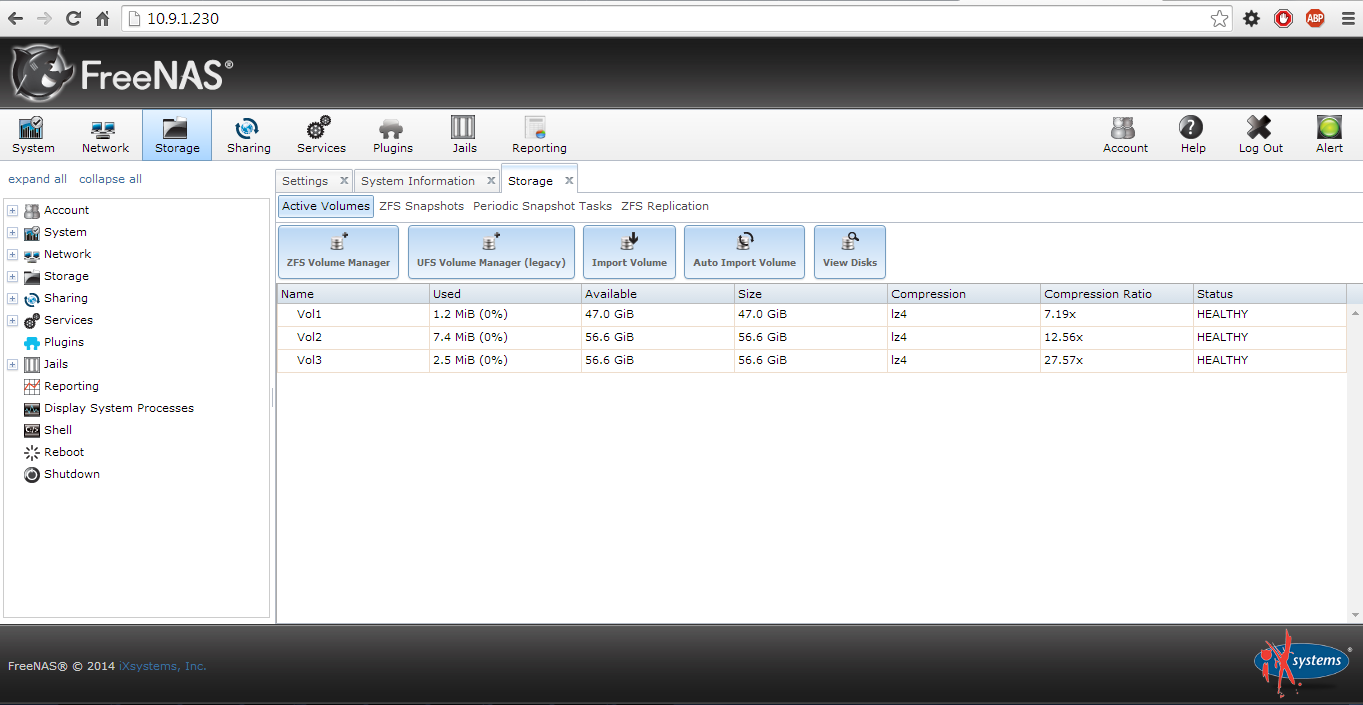 10.9.1.230
ABP
FreeNAS®
System Network Storage Sharing Services Plugins Jails Reporting Account Help Log Out Alert
expand all collapse all
Settings System Information Storage
Active Volumes ZFS Snapshots Periodic Snapshot Tasks ZFS Replication
ZFS Volume Manager UFS Volume Manager (legacy) Import Volume Auto Import Volume View Disks
Account
System
Network
Storage
Sharing
Services
Plugins
Jails
Reporting
Display System Processes
Shell
Reboot
Shutdown
Name Used Available Size Compression Compression Ratio Status
Vol1 1.2 MiB (0%) 47.0 GiB 47.0 GiB lz4 7.19x HEALTHY
Vol2 7.4 MiB (0%) 56.6 GiB 56.6 GiB lz4 12.56x HEALTHY
Vol3 2.5 MiB (0%) 56.6 GiB 56.6 GiB lz4 27.57x HEALTHY
FreeNAS® © 2014 iXsystems, Inc.
iXsystems®